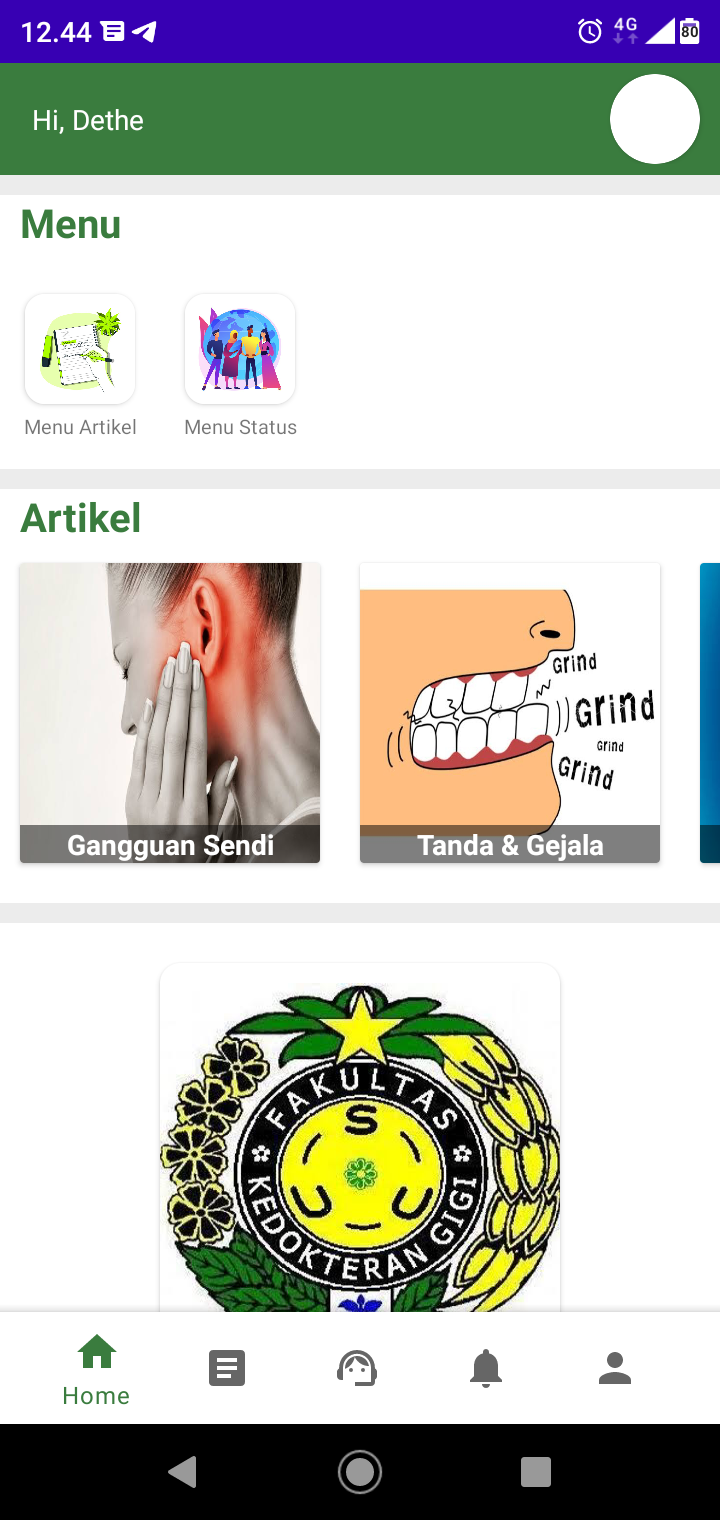 12.44
4G
80
Hi, Dethe
Menu
Menu Artikel
Menu Status
Artikel
Grind
Grind
Grind
Grind
Gangguan Sendi
Tanda & Gejala
FAKULTAS
USU
KEDOKTERAN GIGI
Home